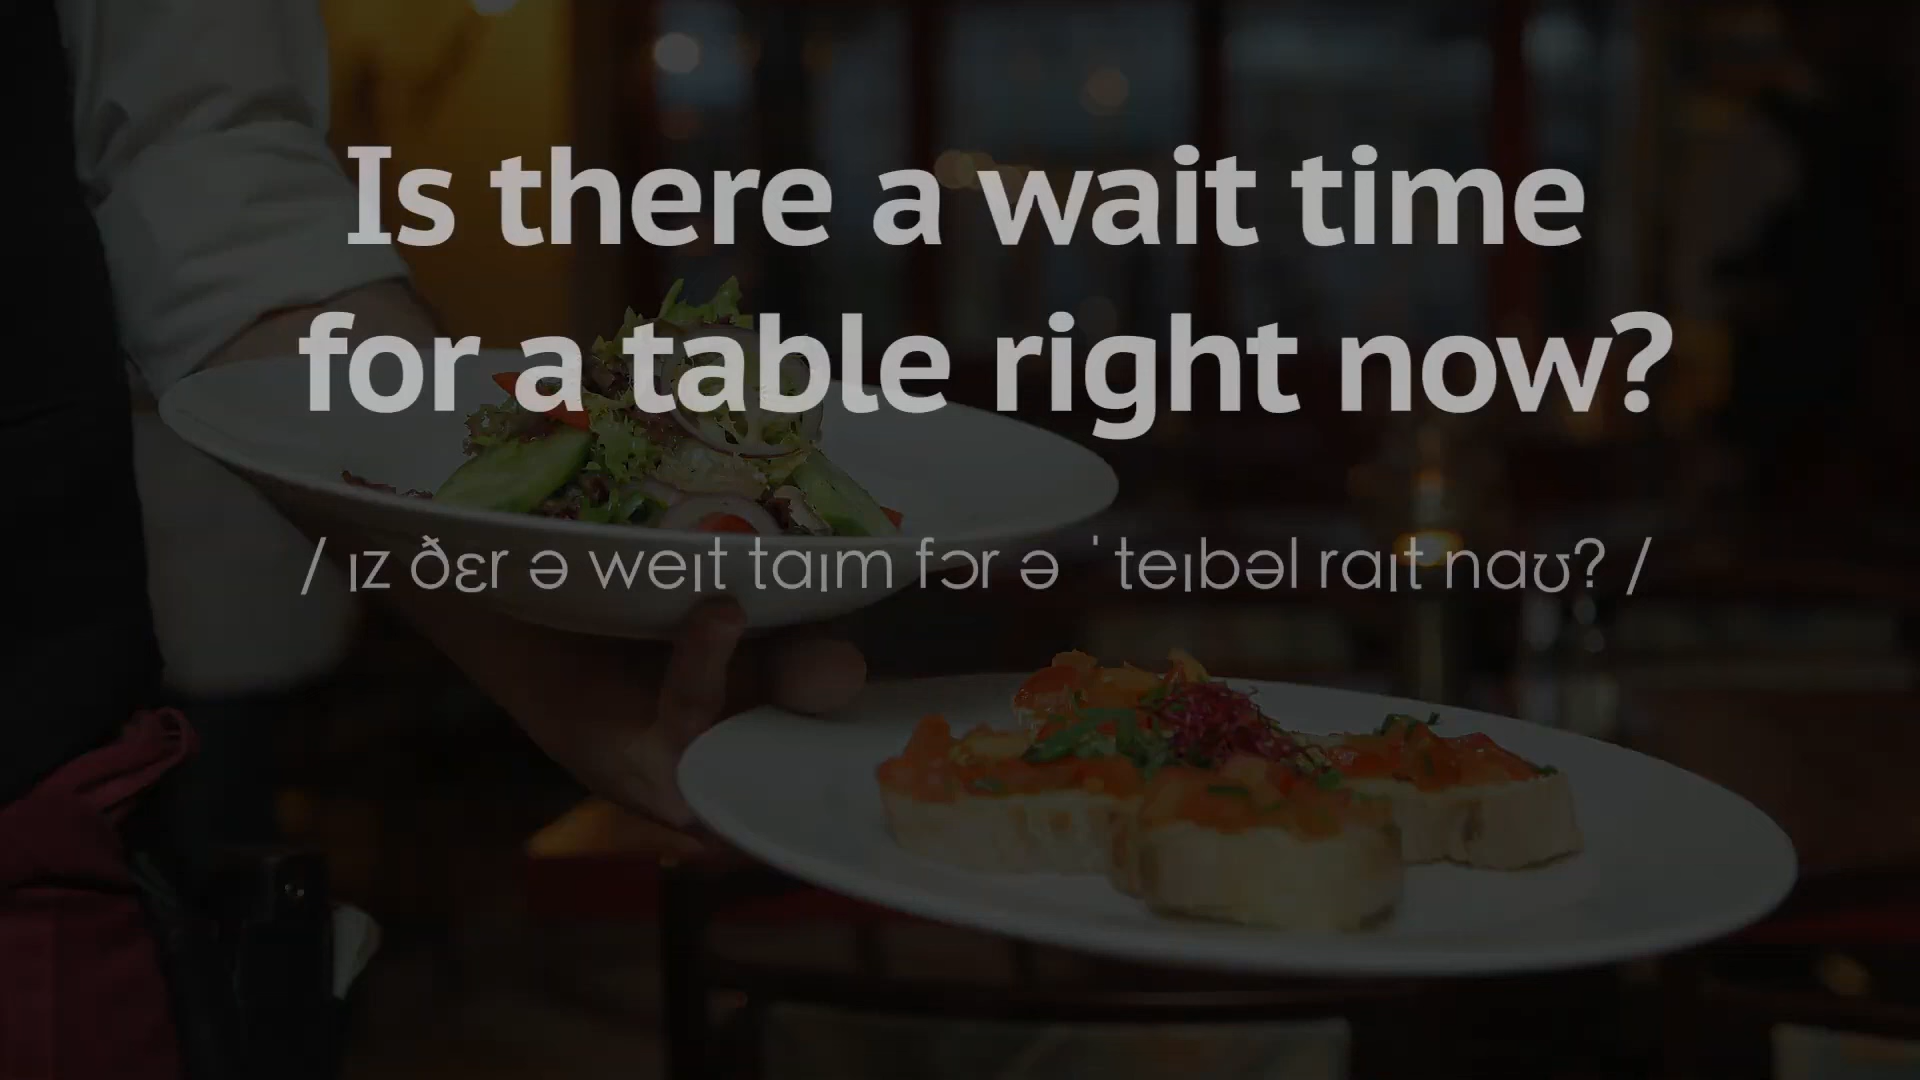 Is there a wait time
for a table right now?
/ ɪz ðɛr ə weɪt taɪm fɔr ə ˈteɪbəl raɪt naʊ? /